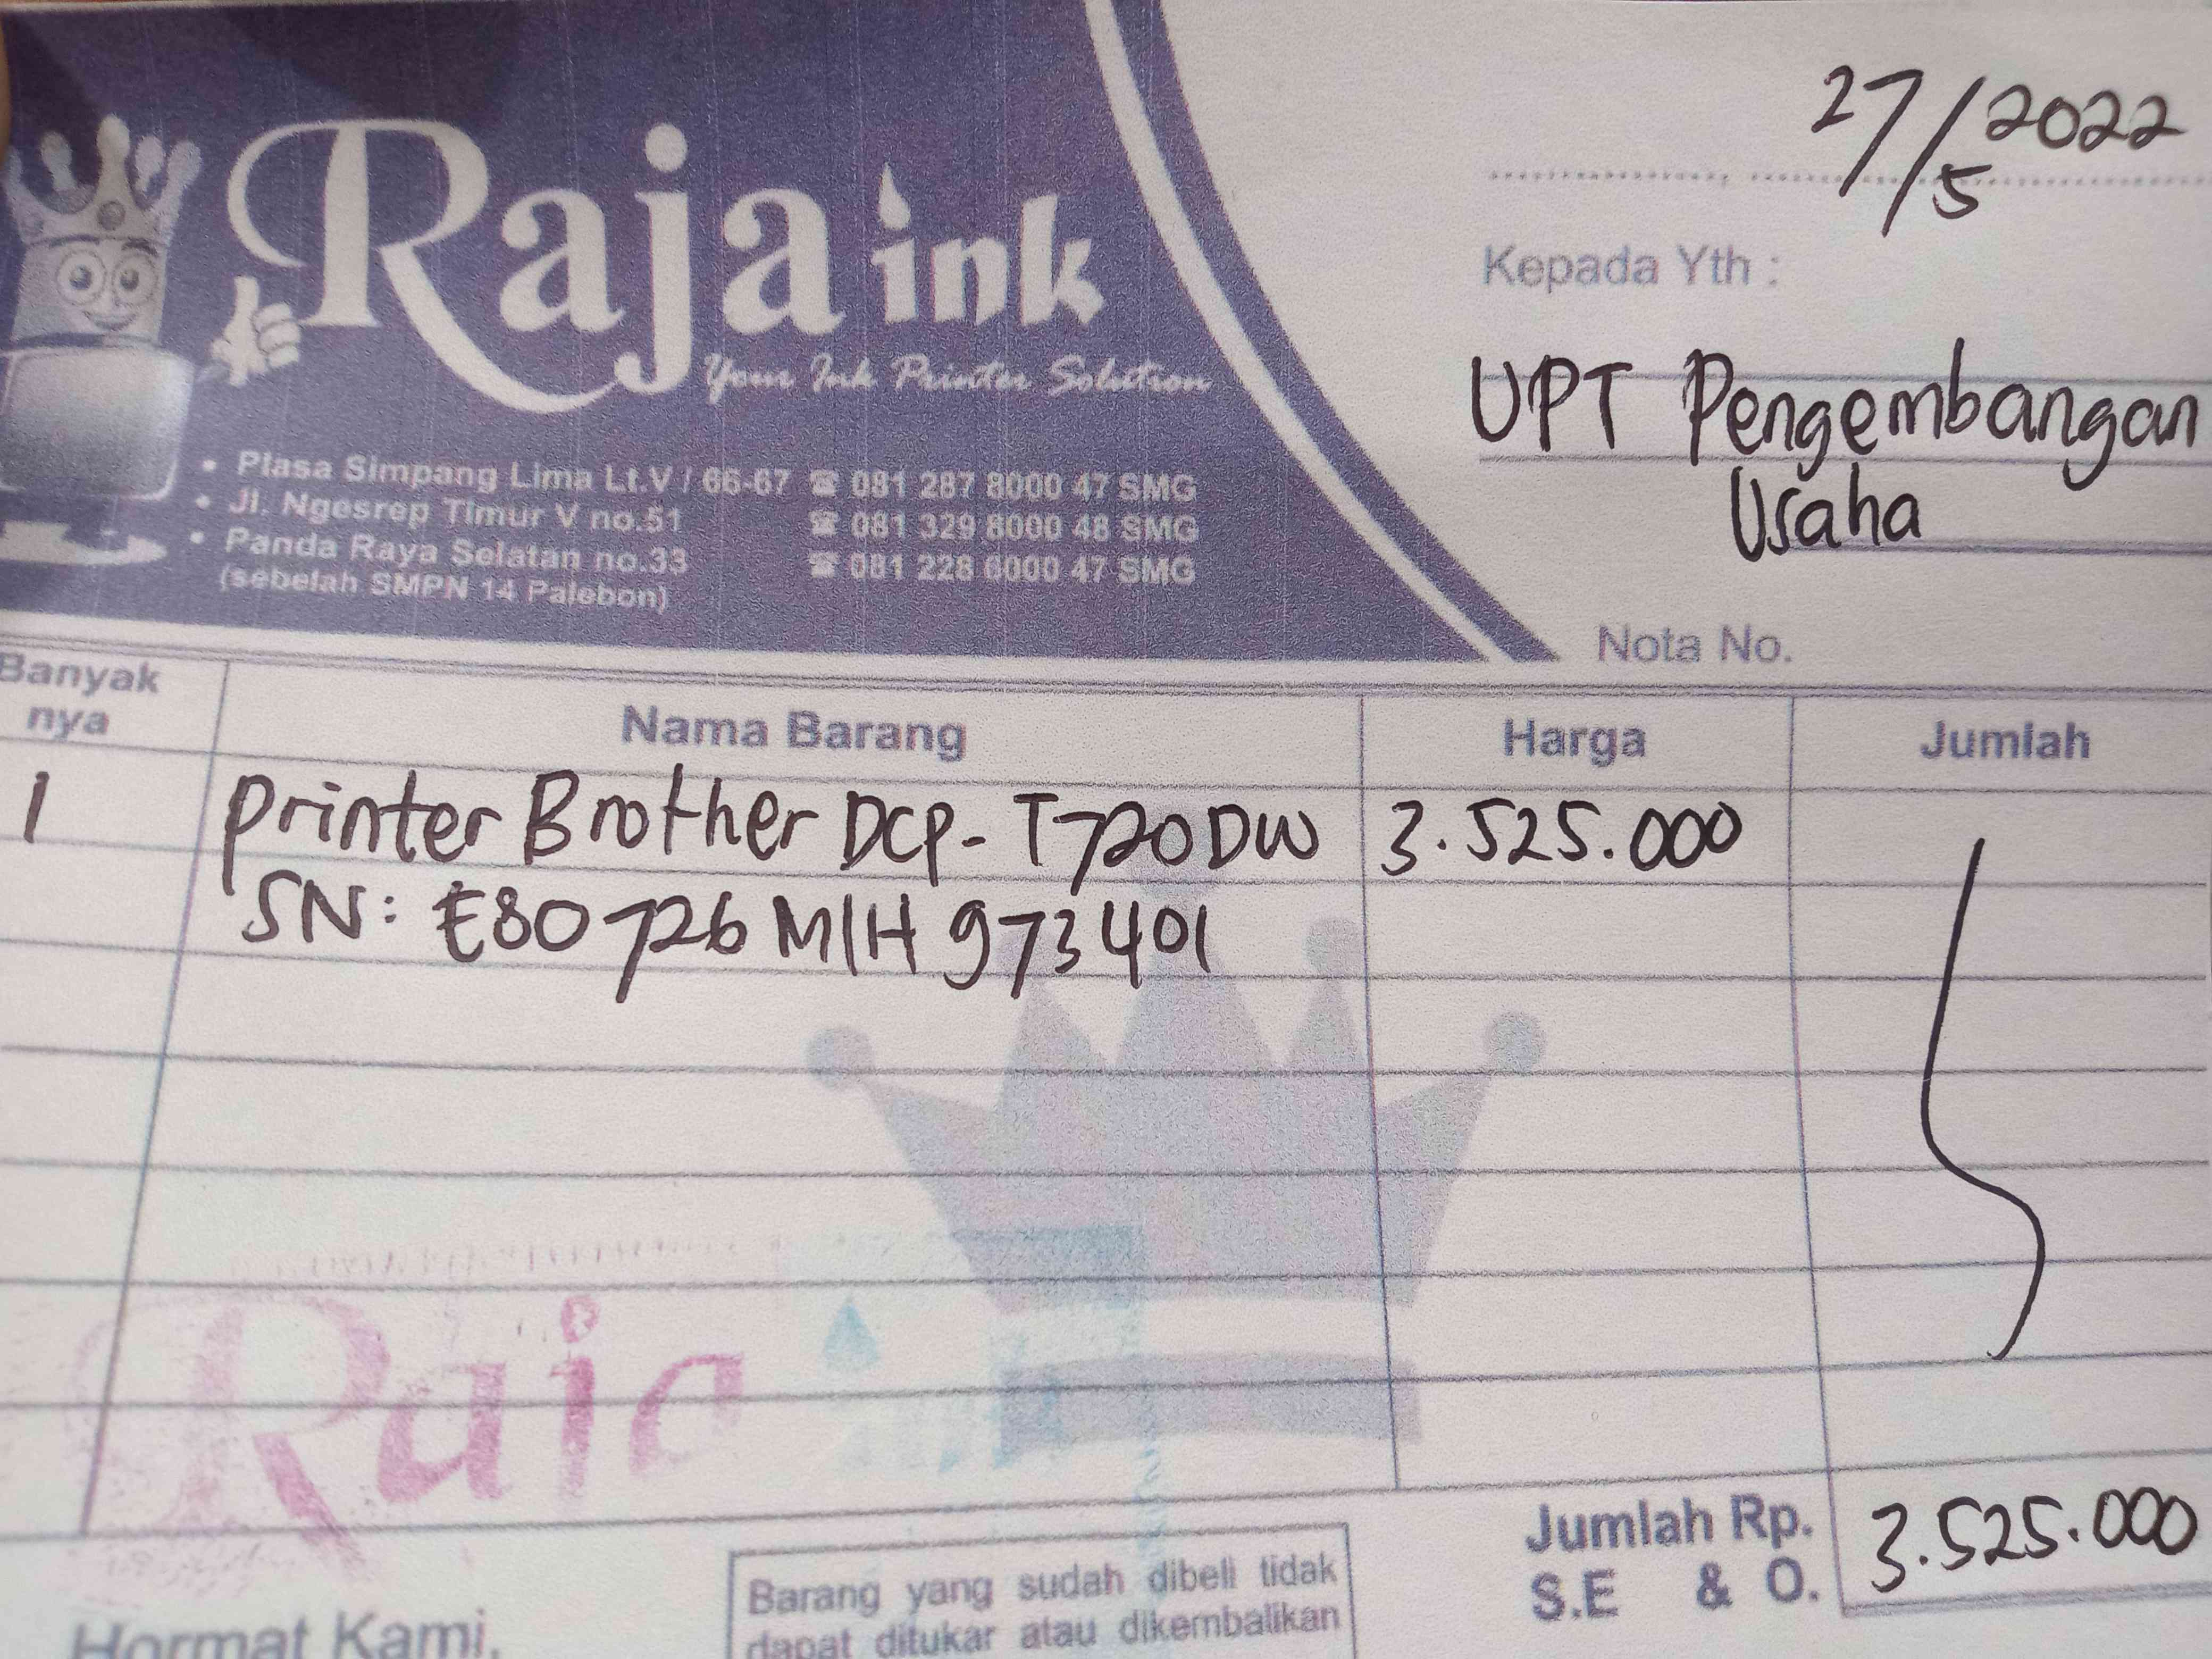 27/5 2022
Raja ink
Your Ink Printer Solution
Kepada Yth :
UPT Pengembangan
Usaha
• Plasa Simpang Lima Lt.V / 66-67 ☎ 081 287 8000 47 SMG
• Jl. Ngesrep Timur V no.51 ☎ 081 329 8000 48 SMG
• Panda Raya Selatan no.33 ☎ 081 228 6000 47 SMG
(sebelah SMPN 14 Palebon)
Nota No.
Banyak
nya
Nama Barang Harga Jumlah
1 Printer Brother DCP-T720DW 3.525.000
SN: E80726M1H973401
Raja
Jumlah Rp. 3.525.000
S.E & O.
Barang yang sudah dibeli tidak
dapat ditukar atau dikembalikan
Hormat Kami,